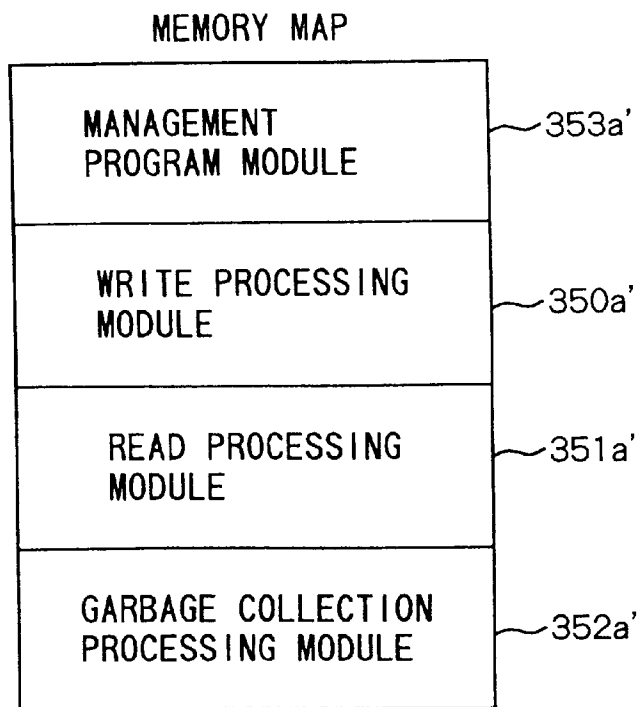 MEMORY MAP
MANAGEMENT
PROGRAM MODULE
353a'
WRITE PROCESSING
MODULE
350a'
READ PROCESSING
MODULE
351a'
GARBAGE COLLECTION
PROCESSING MODULE
352a'